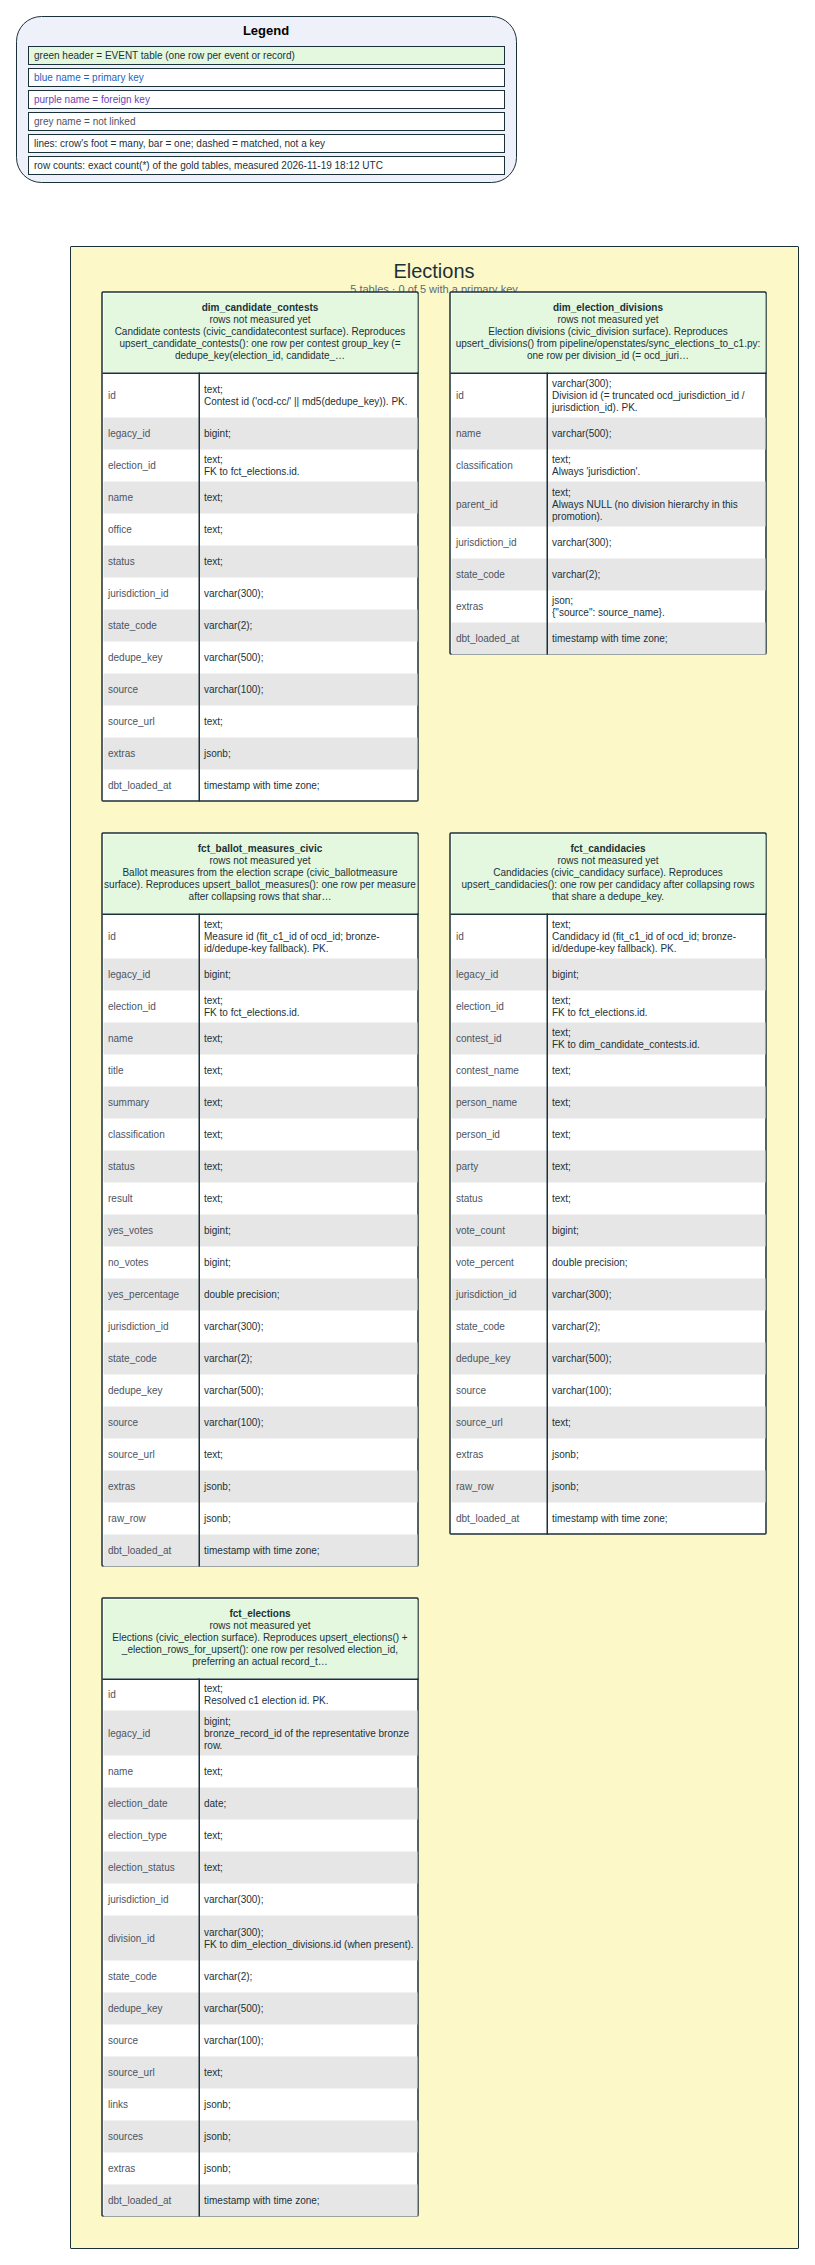 Legend
green header = EVENT table (one row per event or record)
blue name = primary key
purple name = foreign key
grey name = not linked
lines: crow's foot = many, bar = one; dashed = matched, not a key
row counts: exact count(*) of the gold tables, measured 2026-11-19 18:12 UTC
Elections
5 tables · 0 of 5 with a primary key
dim_candidate_contests
rows not measured yet
Candidate contests (civic_candidatecontest surface). Reproduces
upsert_candidate_contests(): one row per contest group_key (=
dedupe_key(election_id, candidate_…
id
text;
Contest id ('ocd-cc/' || md5(dedupe_key)). PK.
legacy_id
bigint;
election_id
text;
FK to fct_elections.id.
name
text;
office
text;
status
text;
jurisdiction_id
varchar(300);
state_code
varchar(2);
dedupe_key
varchar(500);
source
varchar(100);
source_url
text;
extras
jsonb;
dbt_loaded_at
timestamp with time zone;
dim_election_divisions
rows not measured yet
Election divisions (civic_division surface). Reproduces
upsert_divisions() from pipeline/openstates/sync_elections_to_c1.py:
one row per division_id (= ocd_juri…
id
varchar(300);
Division id (= truncated ocd_jurisdiction_id /
jurisdiction_id). PK.
name
varchar(500);
classification
text;
Always 'jurisdiction'.
parent_id
text;
Always NULL (no division hierarchy in this
promotion).
jurisdiction_id
varchar(300);
state_code
varchar(2);
extras
json;
{"source": source_name}.
dbt_loaded_at
timestamp with time zone;
fct_ballot_measures_civic
rows not measured yet
Ballot measures from the election scrape (civic_ballotmeasure
surface). Reproduces upsert_ballot_measures(): one row per measure
after collapsing rows that shar…
id
text;
Measure id (fit_c1_id of ocd_id; bronze-
id/dedupe-key fallback). PK.
legacy_id
bigint;
election_id
text;
FK to fct_elections.id.
name
text;
title
text;
summary
text;
classification
text;
status
text;
result
text;
yes_votes
bigint;
no_votes
bigint;
yes_percentage
double precision;
jurisdiction_id
varchar(300);
state_code
varchar(2);
dedupe_key
varchar(500);
source
varchar(100);
source_url
text;
extras
jsonb;
raw_row
jsonb;
dbt_loaded_at
timestamp with time zone;
fct_candidacies
rows not measured yet
Candidacies (civic_candidacy surface). Reproduces
upsert_candidacies(): one row per candidacy after collapsing rows
that share a dedupe_key.
id
text;
Candidacy id (fit_c1_id of ocd_id; bronze-
id/dedupe-key fallback). PK.
legacy_id
bigint;
election_id
text;
FK to fct_elections.id.
contest_id
text;
FK to dim_candidate_contests.id.
contest_name
text;
person_name
text;
person_id
text;
party
text;
status
text;
vote_count
bigint;
vote_percent
double precision;
jurisdiction_id
varchar(300);
state_code
varchar(2);
dedupe_key
varchar(500);
source
varchar(100);
source_url
text;
extras
jsonb;
raw_row
jsonb;
dbt_loaded_at
timestamp with time zone;
fct_elections
rows not measured yet
Elections (civic_election surface). Reproduces upsert_elections() +
_election_rows_for_upsert(): one row per resolved election_id,
preferring an actual record_t…
id
text;
Resolved c1 election id. PK.
legacy_id
bigint;
bronze_record_id of the representative bronze
row.
name
text;
election_date
date;
election_type
text;
election_status
text;
jurisdiction_id
varchar(300);
division_id
varchar(300);
FK to dim_election_divisions.id (when present).
state_code
varchar(2);
dedupe_key
varchar(500);
source
varchar(100);
source_url
text;
links
jsonb;
sources
jsonb;
extras
jsonb;
dbt_loaded_at
timestamp with time zone;